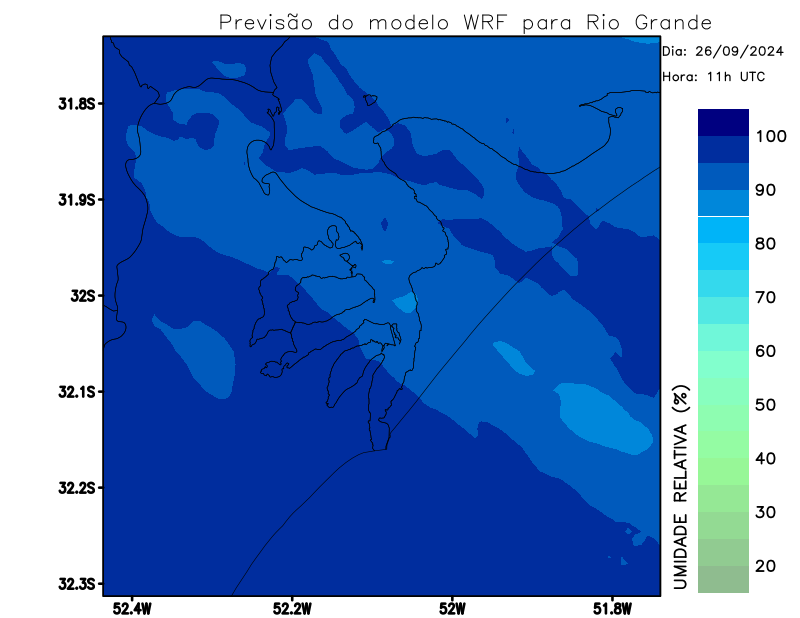 Previsão do modelo WRF para Rio Grande
Dia: 26/09/2024
Hora: 11h UTC
31.8S
31.9S
32S
32.1S
32.2S
32.3S
52.4W
52.2W
52W
51.8W
100
90
80
70
60
50
40
30
20
UMIDADE RELATIVA (%)